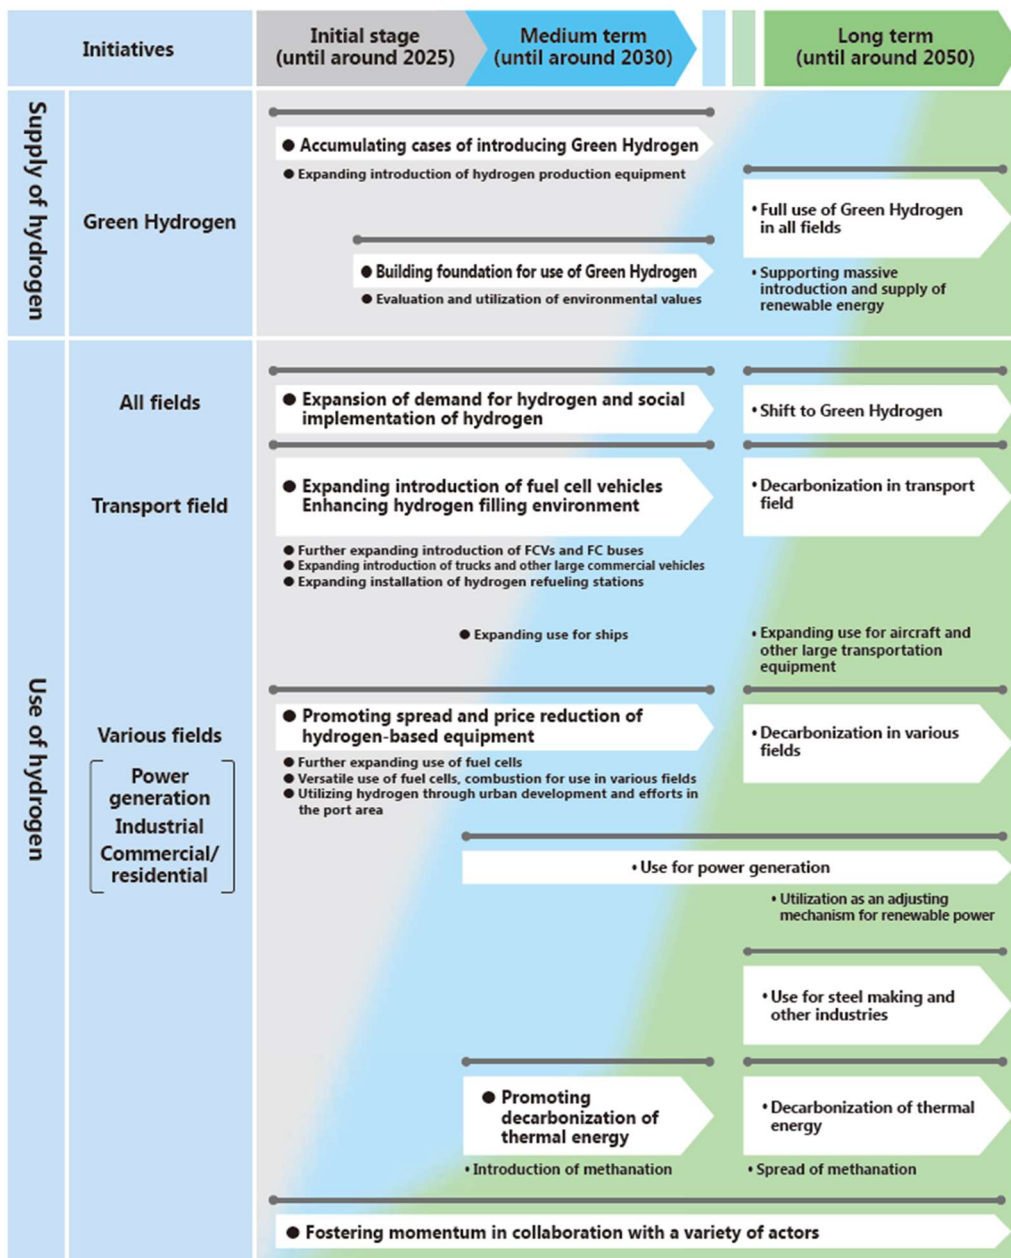 Initiatives
Initial stage
(until around 2025)
Medium term
(until around 2030)
Long term
(until around 2050)
Supply of hydrogen
Green Hydrogen
● Accumulating cases of introducing Green Hydrogen
● Expanding introduction of hydrogen production equipment
● Building foundation for use of Green Hydrogen
● Evaluation and utilization of environmental values
• Full use of Green Hydrogen
in all fields
• Supporting massive
introduction and supply of
renewable energy
Use of hydrogen
All fields
● Expansion of demand for hydrogen and social
implementation of hydrogen
• Shift to Green Hydrogen
Transport field
● Expanding introduction of fuel cell vehicles
Enhancing hydrogen filling environment
• Decarbonization in transport
field
● Further expanding introduction of FCVs and FC buses
● Expanding introduction of trucks and other large commercial vehicles
● Expanding installation of hydrogen refueling stations
● Expanding use for ships
• Expanding use for aircraft and
other large transportation
equipment
Various fields
Power
generation
Industrial
Commercial/
residential
● Promoting spread and price reduction of
hydrogen-based equipment
• Decarbonization in various
fields
● Further expanding use of fuel cells
● Versatile use of fuel cells, combustion for use in various fields
● Utilizing hydrogen through urban development and efforts in
the port area
• Use for power generation
• Utilization as an adjusting
mechanism for renewable power
• Use for steel making and
other industries
● Promoting
decarbonization of
thermal energy
• Decarbonization of thermal
energy
• Introduction of methanation
• Spread of methanation
● Fostering momentum in collaboration with a variety of actors